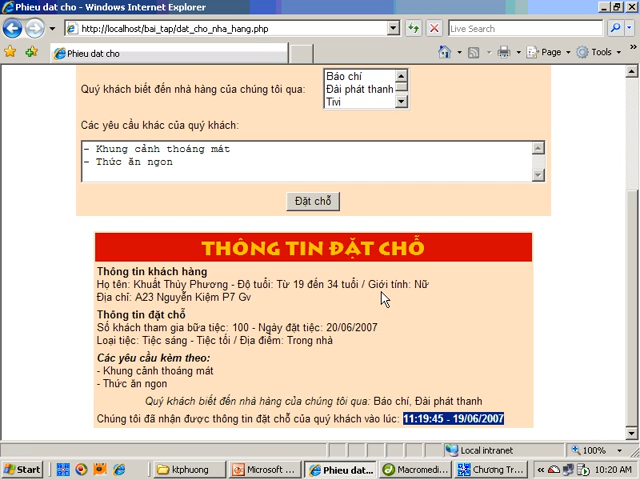 Phieu dat cho - Windows Internet Explorer
http://localhost/bai_tap/dat_cho_nha_hang.php
Live Search
Phieu dat cho
Page
Tools
Quý khách biết đến nhà hàng của chúng tôi qua:
Báo chí
Đài phát thanh
Tivi
Các yêu cầu khác của quý khách:
- Khung cảnh thoáng mát
- Thức ăn ngon
Đặt chỗ
THÔNG TIN ĐẶT CHỖ
Thông tin khách hàng
Họ tên: Khuất Thùy Phương - Độ tuổi: Từ 19 đến 34 tuổi / Giới tính: Nữ
Địa chỉ: A23 Nguyễn Kiệm P7 Gv
Thông tin đặt chỗ
Số khách tham gia bữa tiệc: 100 - Ngày đặt tiệc: 20/06/2007
Loại tiệc: Tiệc sáng - Tiệc tối / Địa điểm: Trong nhà
Các yêu cầu kèm theo:
- Khung cảnh thoáng mát
- Thức ăn ngon
Quý khách biết đến nhà hàng của chúng tôi qua: Báo chí, Đài phát thanh
Chúng tôi đã nhận được thông tin đặt chỗ của quý khách vào lúc: 11:19:45 - 19/06/2007
Local intranet
100%
Start
ktphuong
Microsoft ...
Phieu dat...
Macromed...
Chương Tr...
10:20 AM